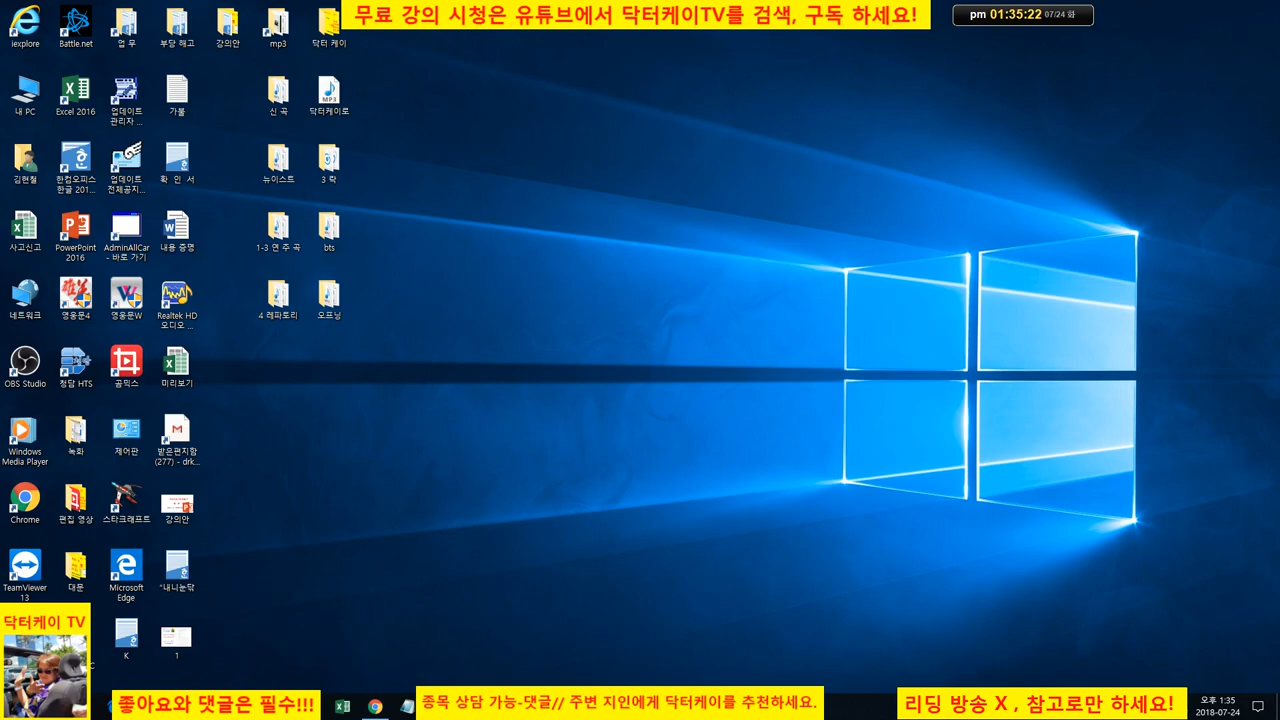 무료 강의 시청은 유튜브에서 닥터케이TV를 검색, 구독 하세요!
pm 01:35:22 07/24 화
iexplore
Battle.net
업 무
부당 해고
강의안
mp3
닥터 케이
내 PC
Excel 2016
업데이트
관리자 ...
가불
신 곡
MP3
닥터케이로
김현철
한컴오피스
한글 201...
업데이트
전체공지...
확 인 서
뉴이스트
3 락
사고신고
PowerPoint
2016
AdminAllCar
- 바로 가기
내용 증명
1-3 연 주 곡
bts
네트워크
영웅문4
영웅문W
Realtek HD
오디오 ...
4 레파토리
오프닝
OBS Studio
청담 HTS
곰믹스
미리보기
Windows
Media Player
녹화
제어판
받은편지함
(277) - drk...
Chrome
편집 영상
스타크래프트
강의안
TeamViewer
13
대문
Microsoft
Edge
"내니눈닦
닥터케이 TV
K
1
좋아요와 댓글은 필수!!!
종목 상담 가능-댓글// 주변 지인에게 닥터케이를 추천하세요.
리딩 방송 X , 참고로만 하세요!
오후 1:35
2018-07-24